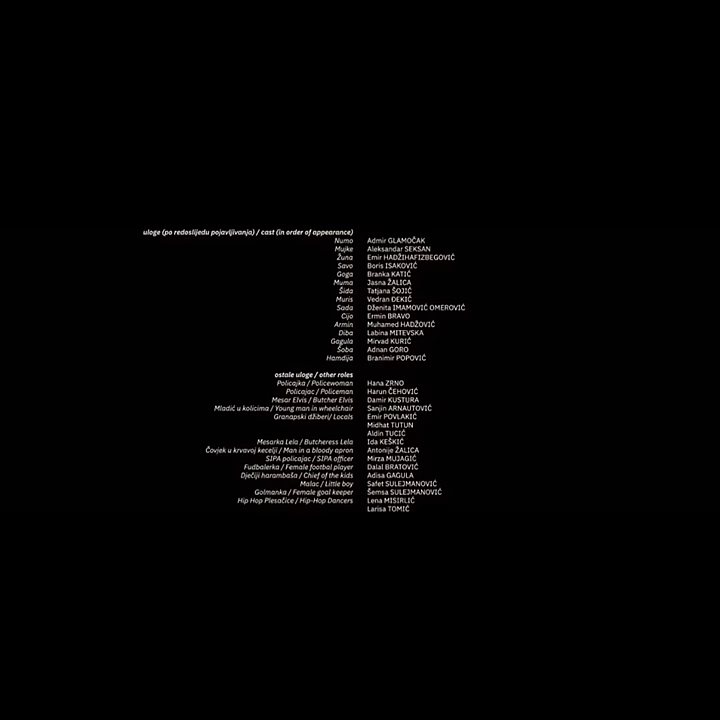 uloge (po redoslijedu pojavljivanja) / cast (in order of appearance)
Numo Admir GLAMOČAK
Mujke Aleksandar SEKSAN
Žuna Emir HADŽIHAFIZBEGOVIĆ
Savo Boris ISAKOVIĆ
Goga Branka KATIĆ
Muma Jasna ŽALICA
Šida Tatjana ŠOJIĆ
Muris Vedran ĐEKIĆ
Sada Dženita IMAMOVIĆ OMEROVIĆ
Cijo Ermin BRAVO
Armin Muhamed HADŽOVIĆ
Diba Labina MITEVSKA
Gagula Mirvad KURIĆ
Šoba Adnan GORO
Hamdija Branimir POPOVIĆ
ostale uloge / other roles
Policajka / Policewoman Hana ZRNO
Policajac / Policeman Harun ČEHOVIĆ
Mesar Elvis / Butcher Elvis Damir KUSTURA
Mladić u kolicima / Young man in wheelchair Sanjin ARNAUTOVIĆ
Granapski džiberi/ Locals Emir POVLAKIĆ
Midhat TUTUN
Aldin TUCIĆ
Mesarka Lela / Butcheress Lela Ida KEŠKIĆ
Čovjek u krvavoj kecelji / Man in a bloody apron Antonije ŽALICA
SIPA policajac / SIPA officer Mirza MUJAGIĆ
Fudbalerka / Female footbal player Dalal BRATOVIĆ
Dječiji harambaša / Chief of the kids Adisa GAGULA
Malac / Little boy Safet SULEJMANOVIĆ
Golmanka / Female goal keeper Šemsa SULEJMANOVIĆ
Hip Hop Plesačice / Hip-Hop Dancers Lena MISIRLIĆ
Larisa TOMIĆ